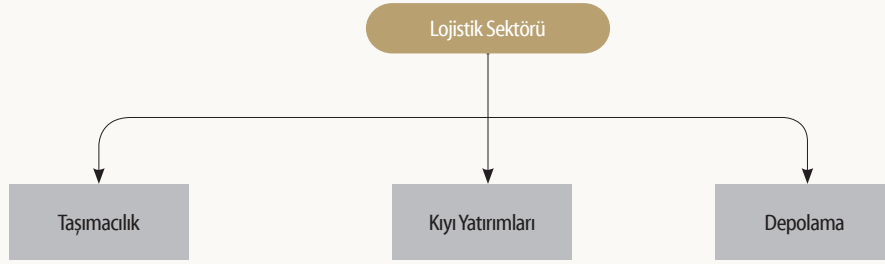 Lojistik Sektörü
Taşımacılık
Kıyı Yatırımları
Depolama